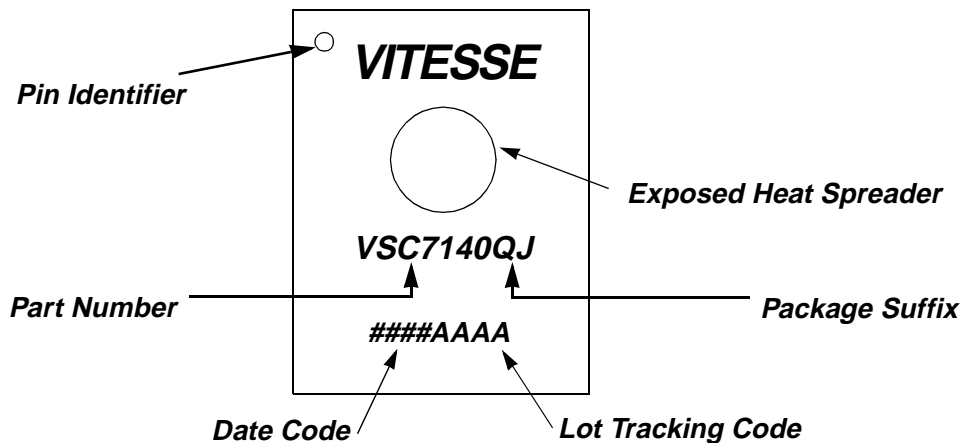 VITESSE
Pin Identifier
Exposed Heat Spreader
VSC7140QJ
Part Number
Package Suffix
####AAAA
Date Code
Lot Tracking Code